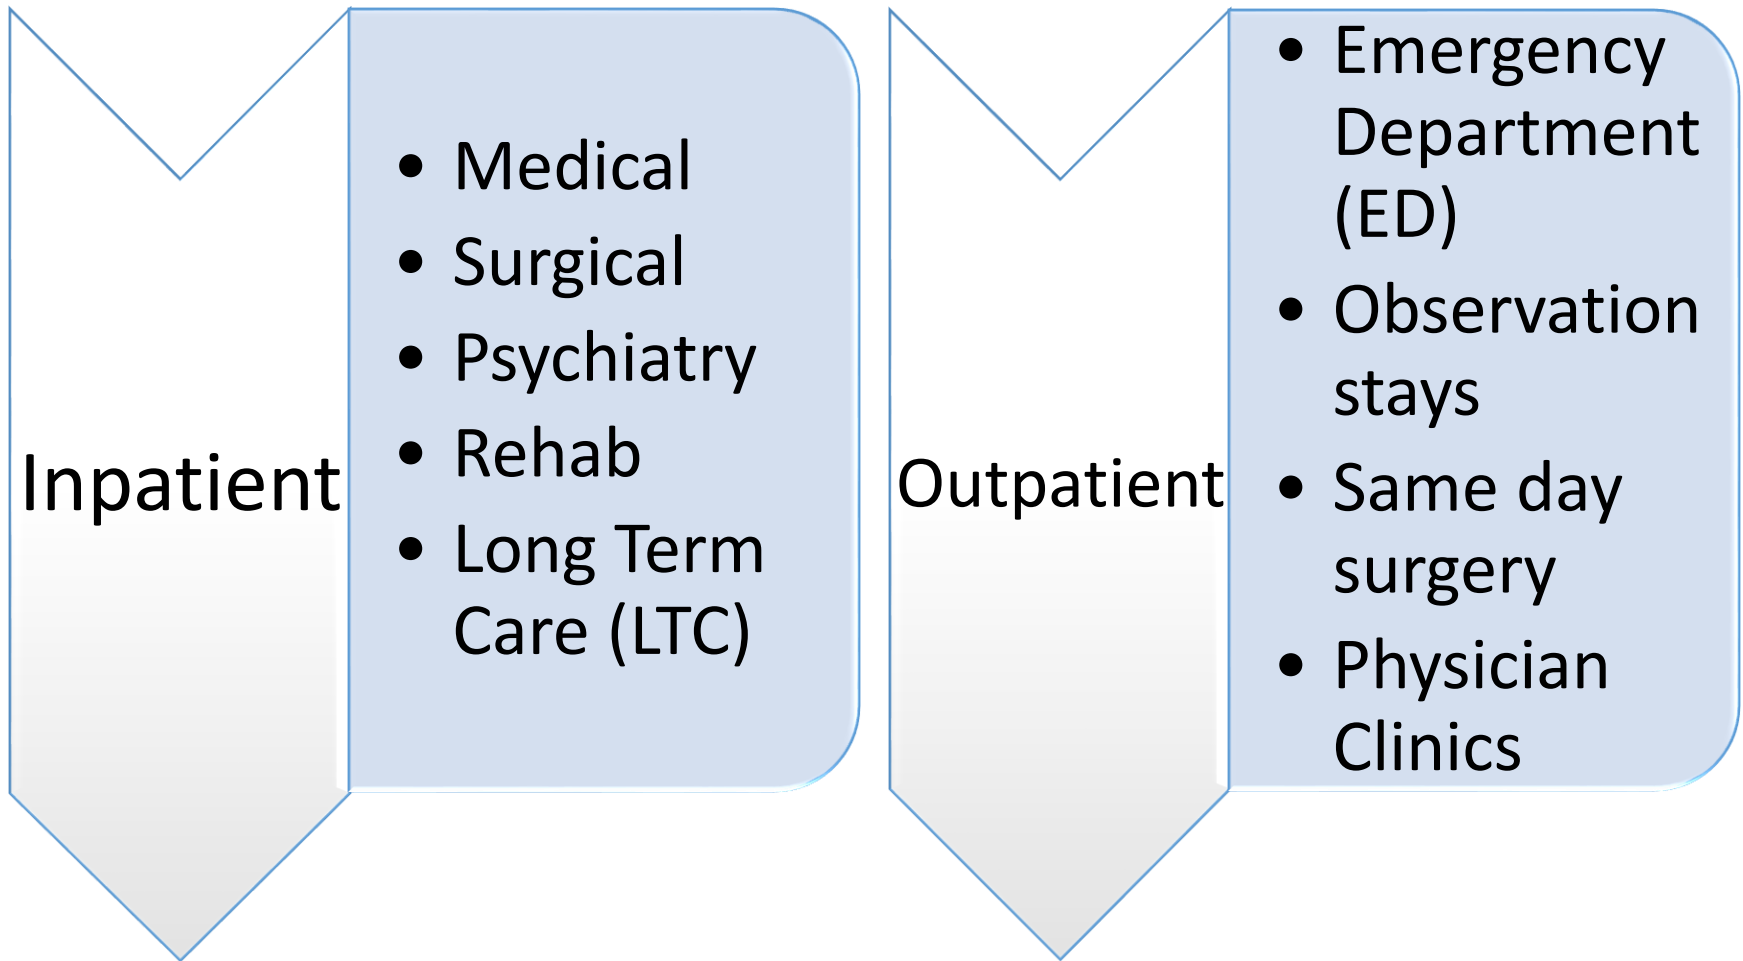 Inpatient
• Medical
• Surgical
• Psychiatry
• Rehab
• Long Term
Care (LTC)
Outpatient
• Emergency
Department
(ED)
• Observation
stays
• Same day
surgery
• Physician
Clinics